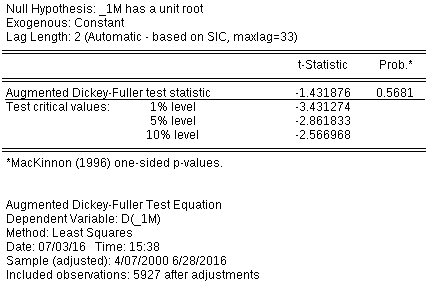 Null Hypothesis: _1M has a unit root
Exogenous: Constant
Lag Length: 2 (Automatic - based on SIC, maxlag=33)
t-Statistic Prob.*
Augmented Dickey-Fuller test statistic -1.431876 0.5681
Test critical values: 1% level -3.431274
5% level -2.861833
10% level -2.566968
*MacKinnon (1996) one-sided p-values.
Augmented Dickey-Fuller Test Equation
Dependent Variable: D(_1M)
Method: Least Squares
Date: 07/03/16 Time: 15:38
Sample (adjusted): 4/07/2000 6/28/2016
Included observations: 5927 after adjustments